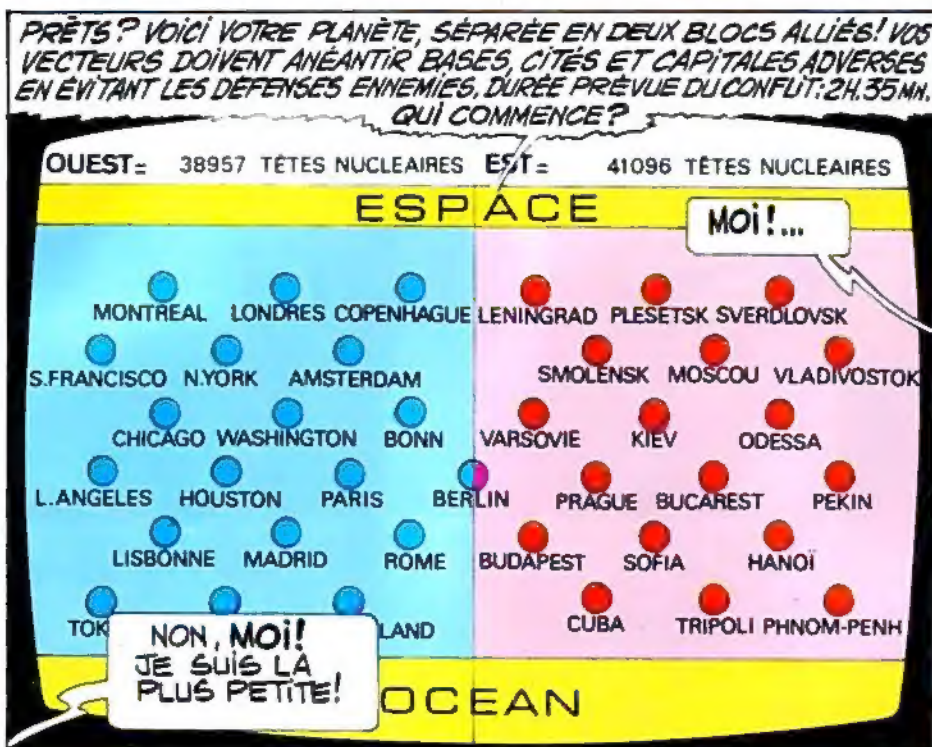 PRÊTS? VOICI VOTRE PLANÈTE, SÉPARÉE EN DEUX BLOCS ALLIÉS! VOS
VECTEURS DOIVENT ANÉANTIR BASES, CITÉS ET CAPITALES ADVERSES
EN ÉVITANT LES DÉFENSES ENNEMIES. DURÉE PRÉVUE DU CONFLIT: 2H.35MN.
QUI COMMENCE?
OUEST= 38957 TÊTES NUCLEAIRES EST= 41096 TÊTES NUCLEAIRES
ESPACE
MOI!...
MONTREAL LONDRES COPENHAGUE LENINGRAD PLESETSK SVERDLOVSK
S.FRANCISCO N.YORK AMSTERDAM SMOLENSK MOSCOU VLADIVOSTOK
CHICAGO WASHINGTON BONN VARSOVIE KIEV ODESSA
L.ANGELES HOUSTON PARIS BERLIN PRAGUE BUCAREST PEKIN
LISBONNE MADRID ROME BUDAPEST SOFIA HANOÏ
TOK LAND CUBA TRIPOLI PHNOM-PENH
NON, MOI!
JE SUIS LA
PLUS PETITE!
OCEAN